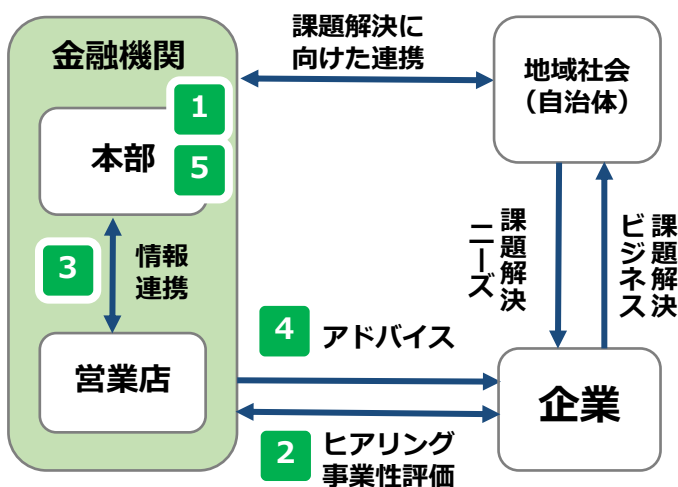 金融機関
1
本部
5
3
情報
連携
営業店
課題解決に
向けた連携
地域社会
（自治体）
課題解決
ニーズ
課題解決
ビジネス
4
アドバイス
企業
2
ヒアリング
事業性評価